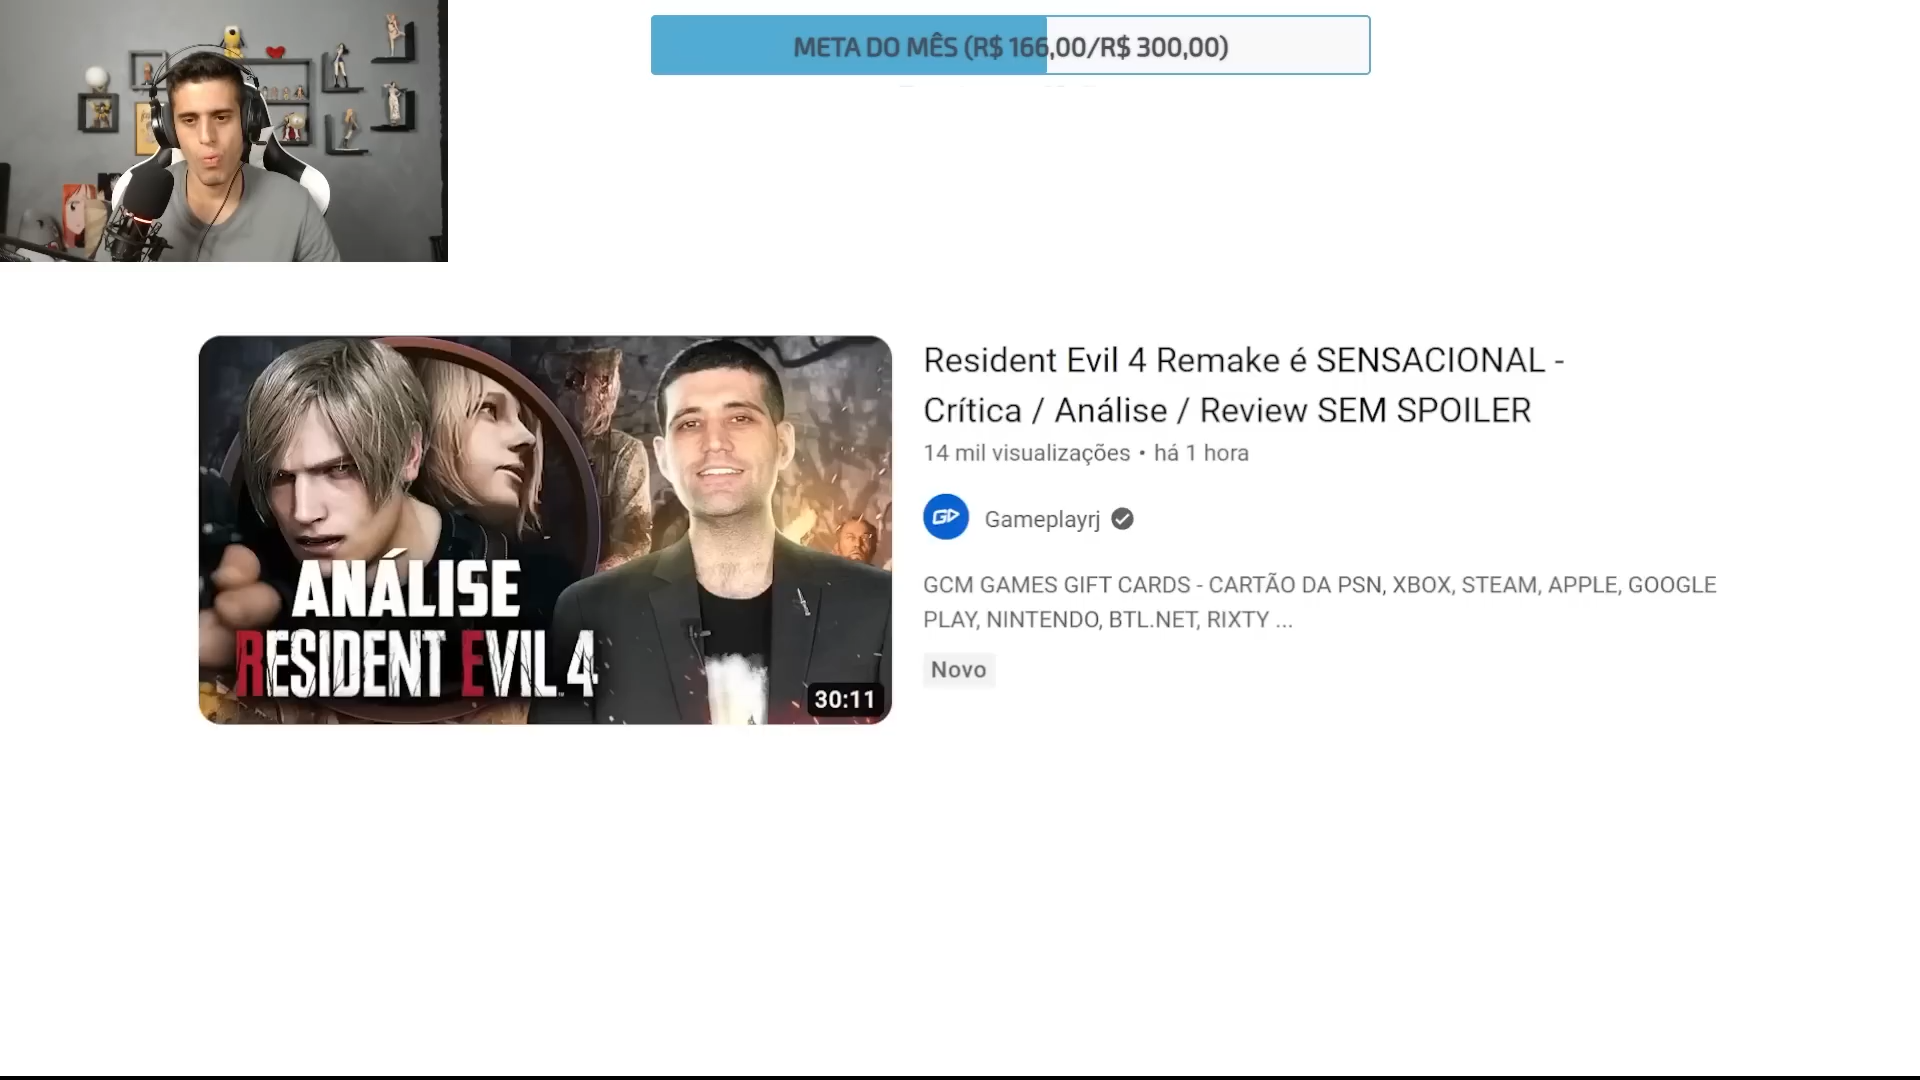 META DO MÊS (R$ 166,00/R$ 300,00)
Resident Evil 4 Remake é SENSACIONAL -
Crítica / Análise / Review SEM SPOILER
14 mil visualizações • há 1 hora
Gameplayrj
GCM GAMES GIFT CARDS - CARTÃO DA PSN, XBOX, STEAM, APPLE, GOOGLE
PLAY, NINTENDO, BTL.NET, RIXTY ...
Novo
ANÁLISE
RESIDENT EVIL 4
30:11